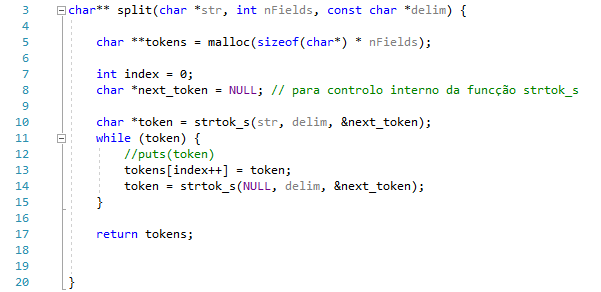 3 char** split(char *str, int nFields, const char *delim) {
4
5 char **tokens = malloc(sizeof(char*) * nFields);
6
7 int index = 0;
8 char *next_token = NULL; // para controlo interno da funcção strtok_s
9
10 char *token = strtok_s(str, delim, &next_token);
11 while (token) {
12 //puts(token)
13 tokens[index++] = token;
14 token = strtok_s(NULL, delim, &next_token);
15 }
16
17 return tokens;
18
19
20 }